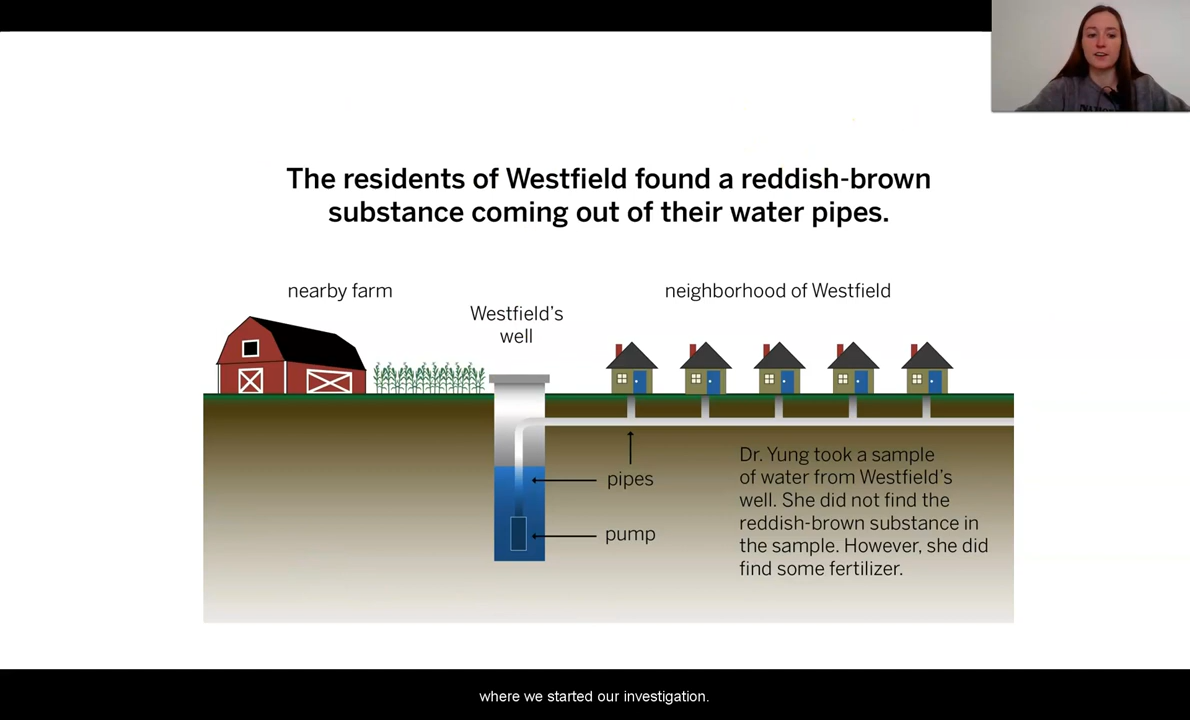 The residents of Westfield found a reddish-brown
substance coming out of their water pipes.
nearby farm
Westfield's
well
neighborhood of Westfield
pipes
pump
Dr. Yung took a sample
of water from Westfield's
well. She did not find the
reddish-brown substance in
the sample. However, she did
find some fertilizer.
where we started our investigation.